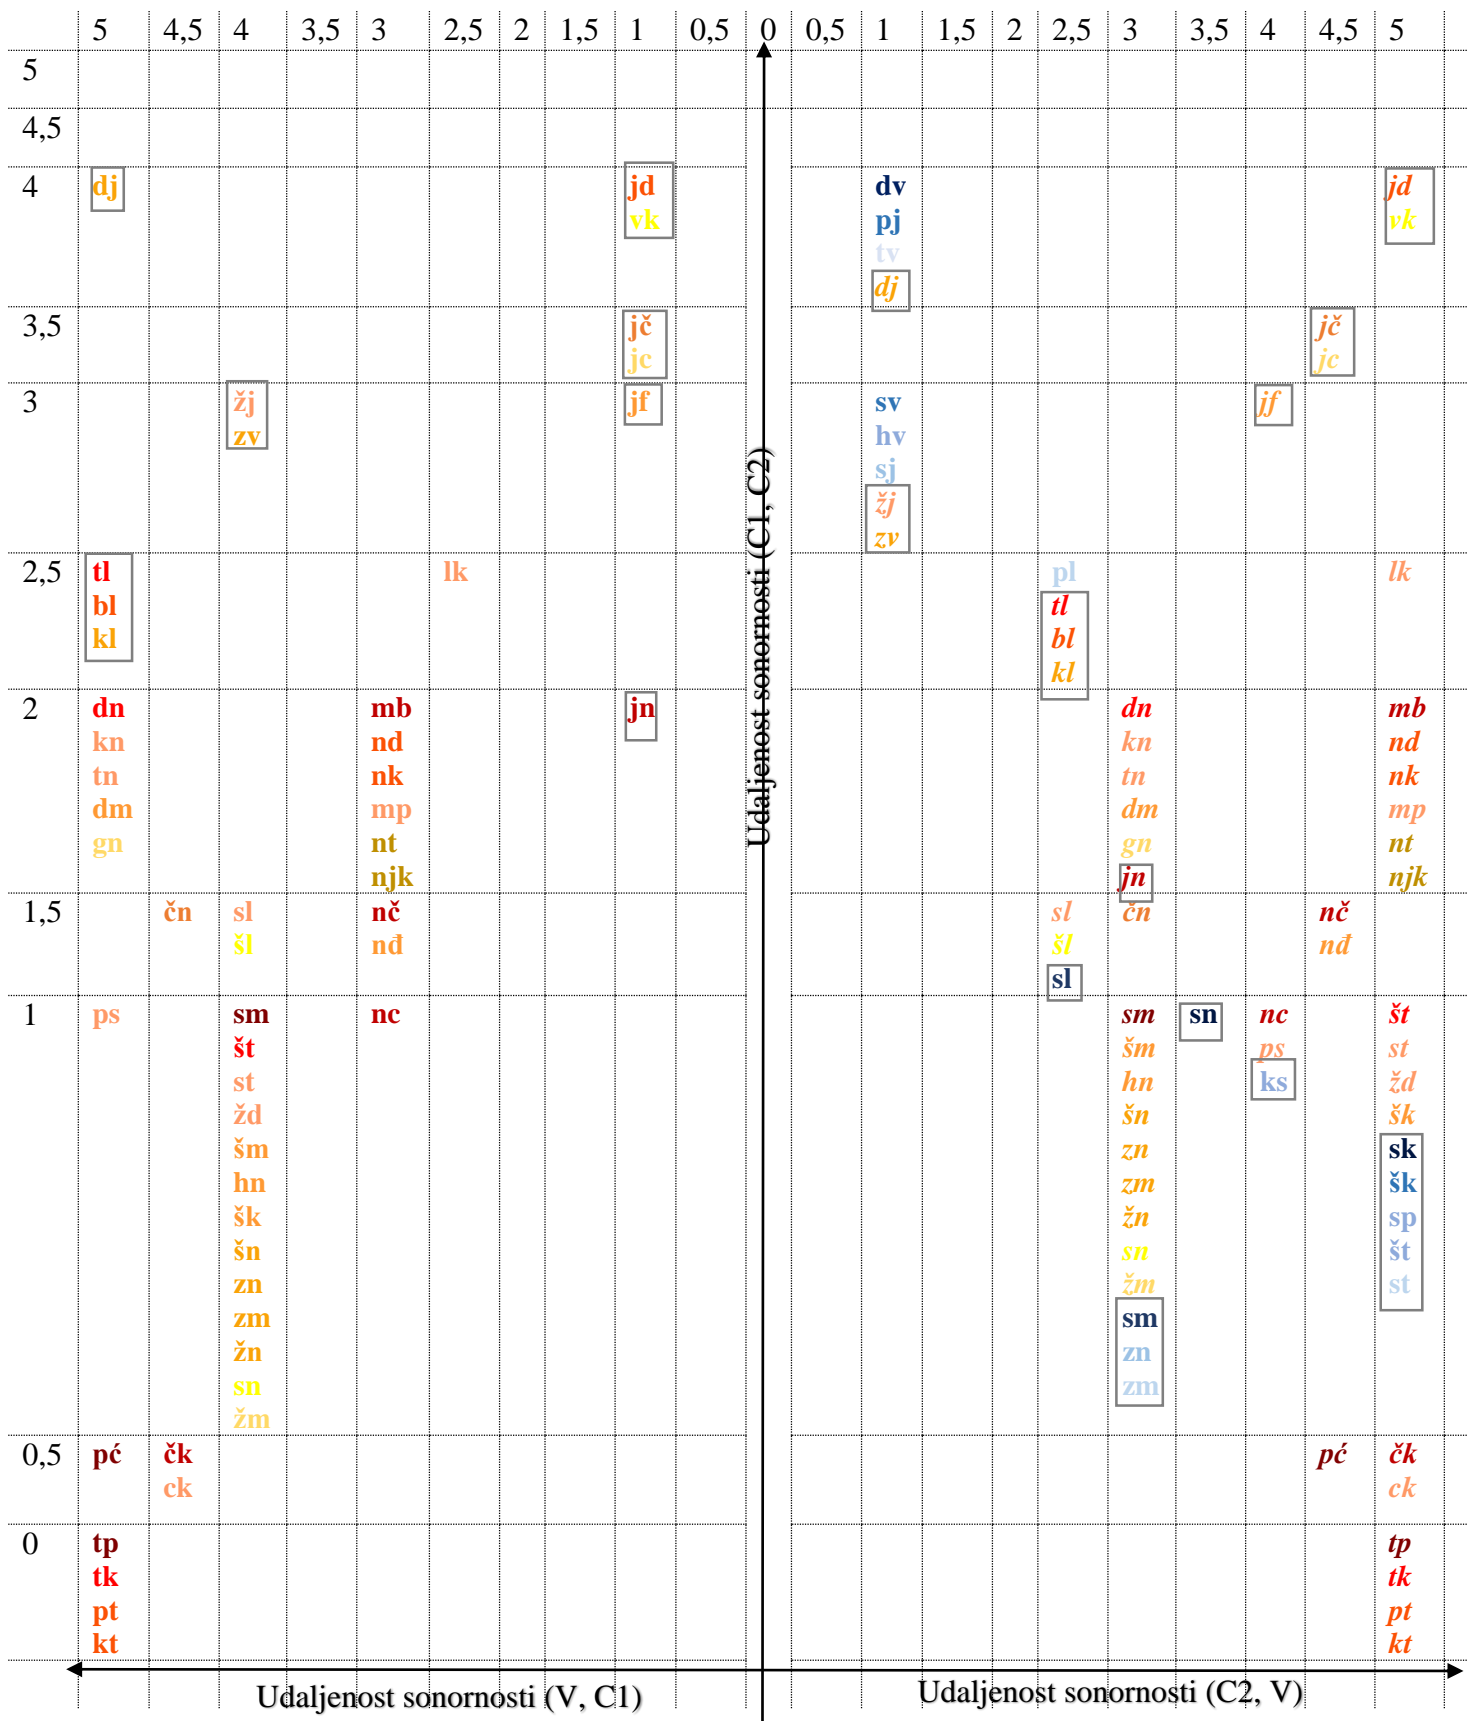 5 4,5 4 3,5 3 2,5 2 1,5 1 0,5 0 0,5 1 1,5 2 2,5 3 3,5 4 4,5 5
5
4,5
4 dj jd dv jd
vk pj vk
tv
dj
3,5 jč jč
jc jc
3 žj jf sv jf
zv hv
sj
žj
zv
Udaljenost sonornosti (C1, C2)
2,5 tl lk pl lk
bl tl
kl bl
kl
2 dn mb jn dn mb
kn nd kn nd
tn nk tn nk
dm mp dm mp
gn nt gn nt
njk jn njk
1,5 čn sl nč sl čn nč
šl nđ šl nđ
sl
1 ps sm nc sm sn nc št
št šm ps st
st hn ks žd
žd šn šk
šm zn sk
hn zm šk
šk žn sp
šn sn št
zn žm st
zm sm
žn zn
sn zm
žm
0,5 pć čk pć čk
ck ck
0 tp tp
tk tk
pt pt
kt kt
Udaljenost sonornosti (V, C1) Udaljenost sonornosti (C2, V)